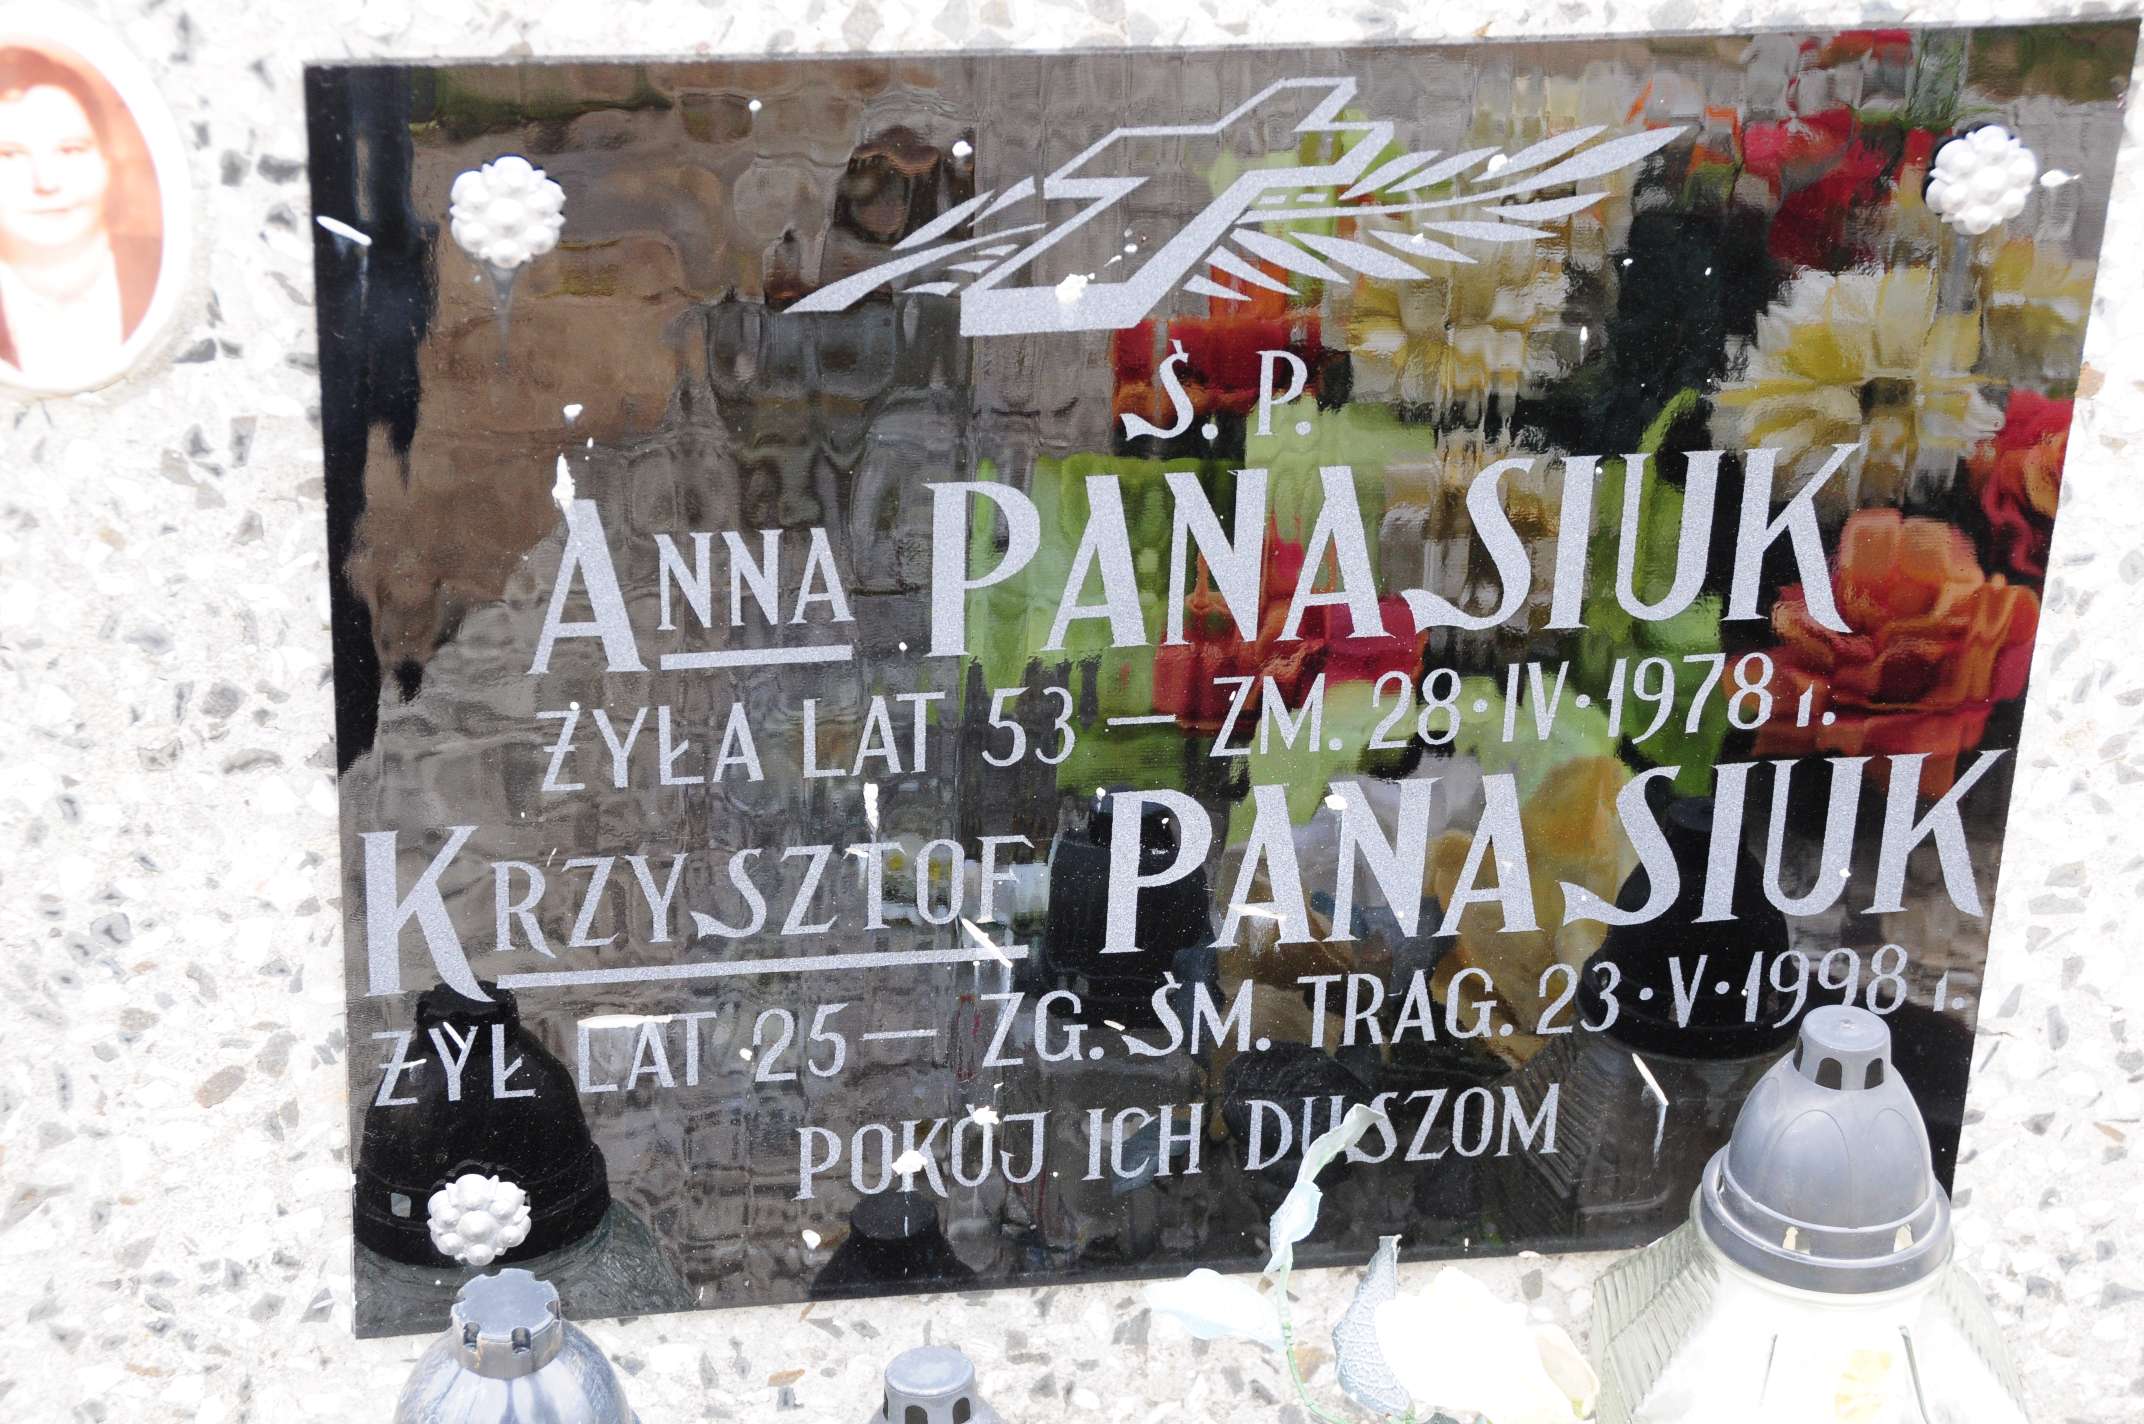 Ś. P.
ANNA PANASIUK
ŻYŁA LAT 53 — ZM. 28·IV·1978 r.
KRZYSZTOF PANASIUK
ŻYŁ LAT 25 — ZG. ŚM. TRAG. 23·V·1998 r.
POKÓJ ICH DUSZOM